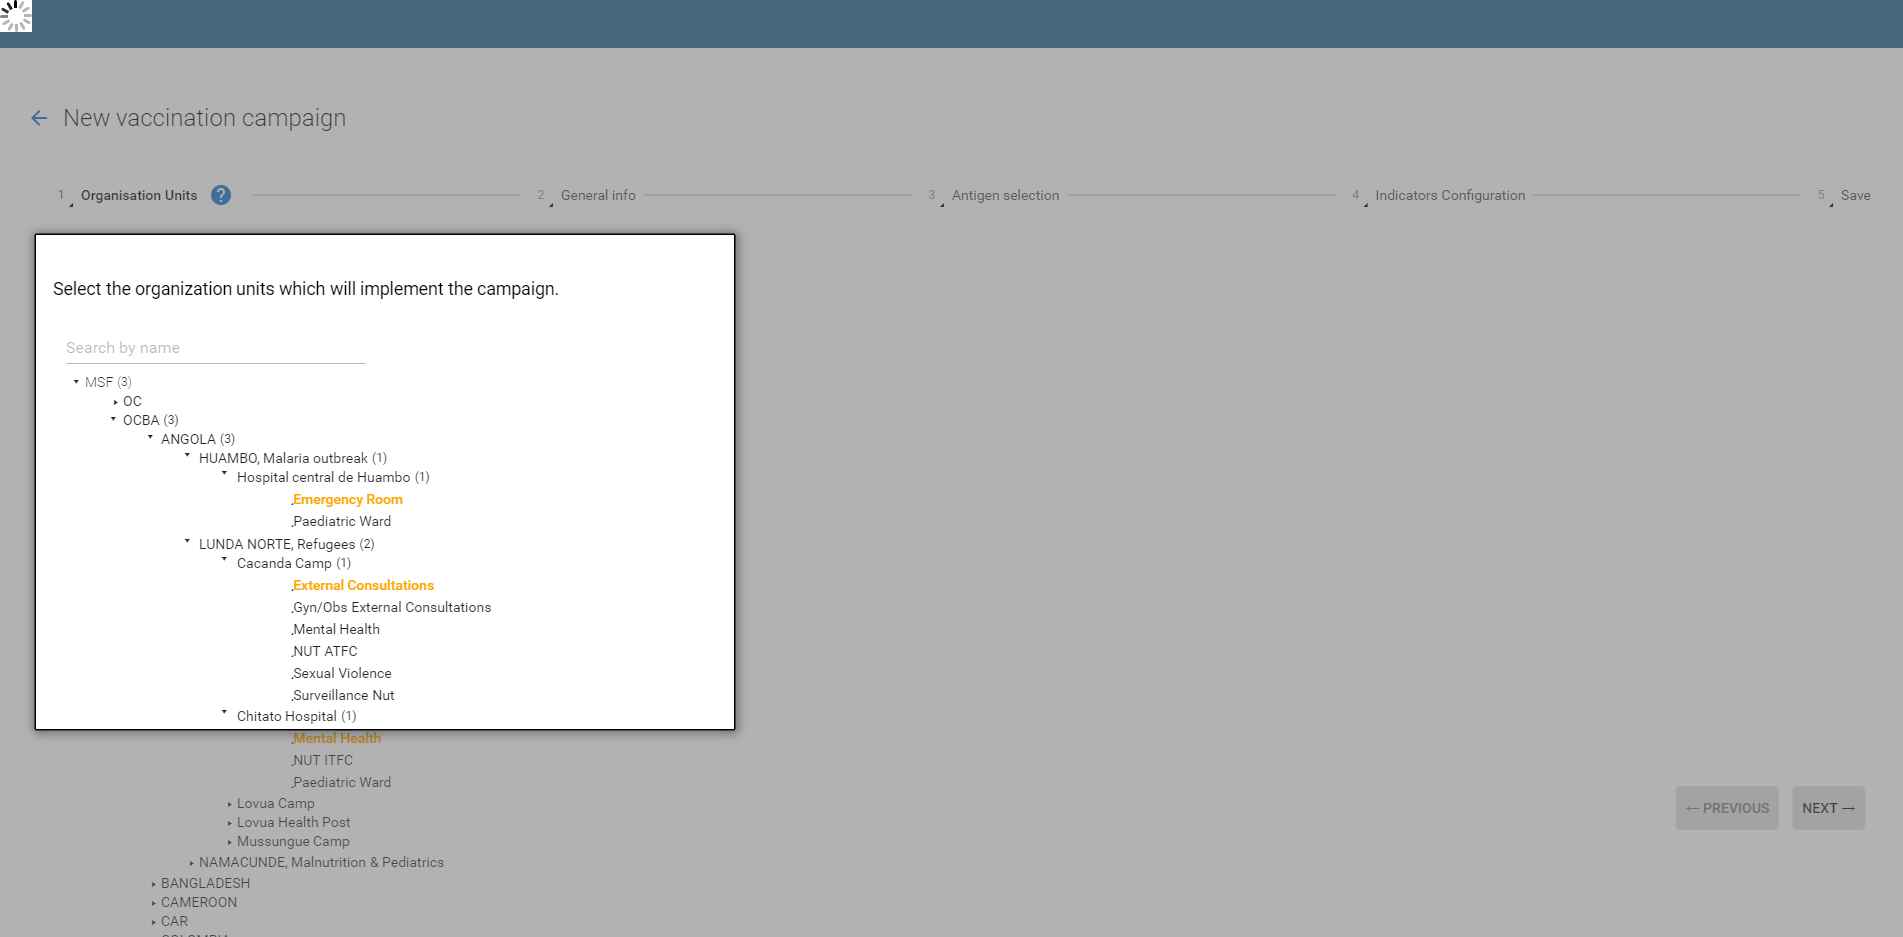 New vaccination campaign
1 Organisation Units ? 2 General info 3 Antigen selection 4 Indicators Configuration 5 Save
Select the organization units which will implement the campaign.
Search by name
MSF (3)
OC
OCBA (3)
ANGOLA (3)
HUAMBO, Malaria outbreak (1)
Hospital central de Huambo (1)
Emergency Room
Paediatric Ward
LUNDA NORTE, Refugees (2)
Cacanda Camp (1)
External Consultations
Gyn/Obs External Consultations
Mental Health
NUT ATFC
Sexual Violence
Surveillance Nut
Chitato Hospital (1)
Mental Health
NUT ITFC
Paediatric Ward
Lovua Camp
Lovua Health Post
Mussungue Camp
NAMACUNDE, Malnutrition & Pediatrics
BANGLADESH
CAMEROON
CAR
← PREVIOUS NEXT →